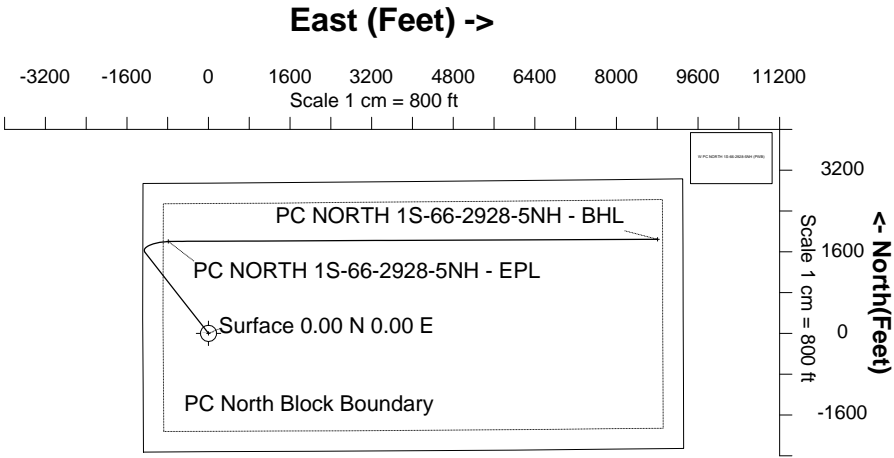 East (Feet) ->
-3200 -1600 0 1600 3200 4800 6400 8000 9600 11200
Scale 1 cm = 800 ft
3200
PC NORTH 1S-66-2928-5NH - BHL
1600
PC NORTH 1S-66-2928-5NH - EPL
Surface 0.00 N 0.00 E
0
PC North Block Boundary
-1600
Scale 1 cm = 800 ft
<- North(Feet)